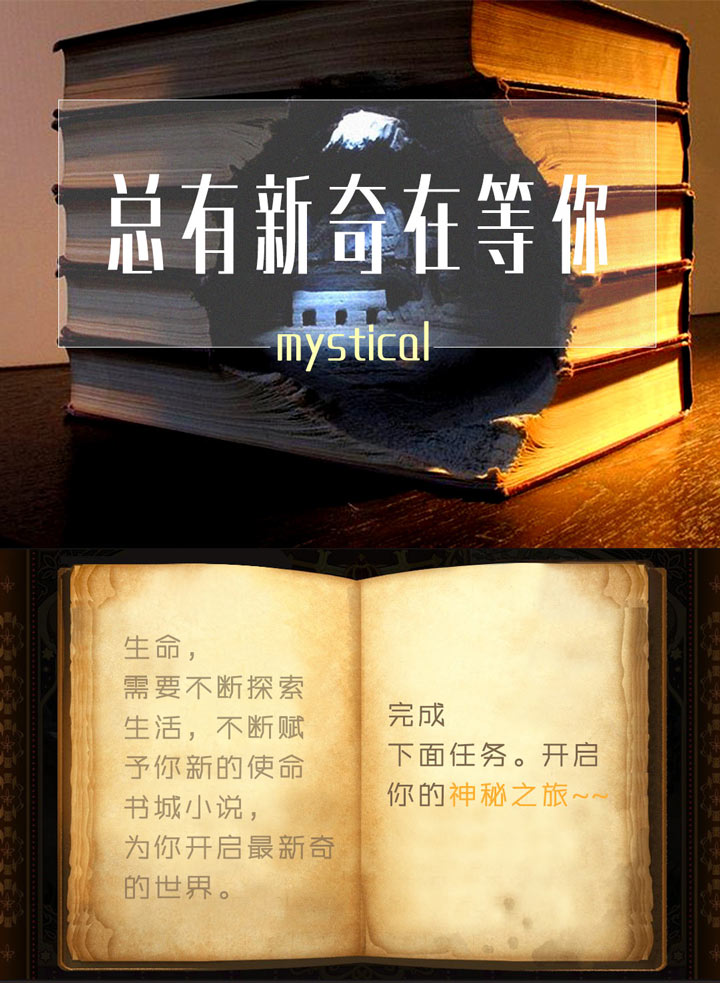 总有新奇在等你
mystical
生命，
需要不断探索
生活，不断赋
予你新的使命
书城小说，
为你开启最新奇
的世界。
完成
下面任务。开启
你的神秘之旅~~